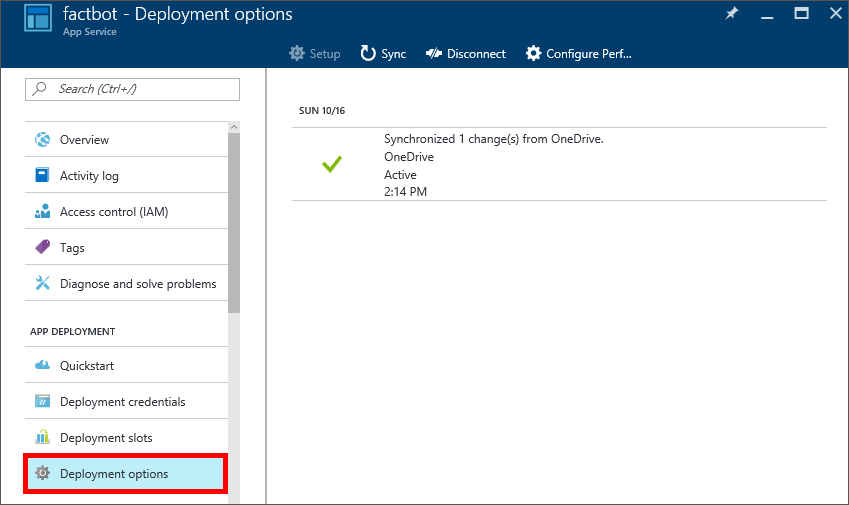 factbot - Deployment options
App Service
Setup Sync Disconnect Configure Perf...
Search (Ctrl+/)
Overview
Activity log
Access control (IAM)
Tags
Diagnose and solve problems
APP DEPLOYMENT
Quickstart
Deployment credentials
Deployment slots
Deployment options
SUN 10/16
Synchronized 1 change(s) from OneDrive.
OneDrive
Active
2:14 PM